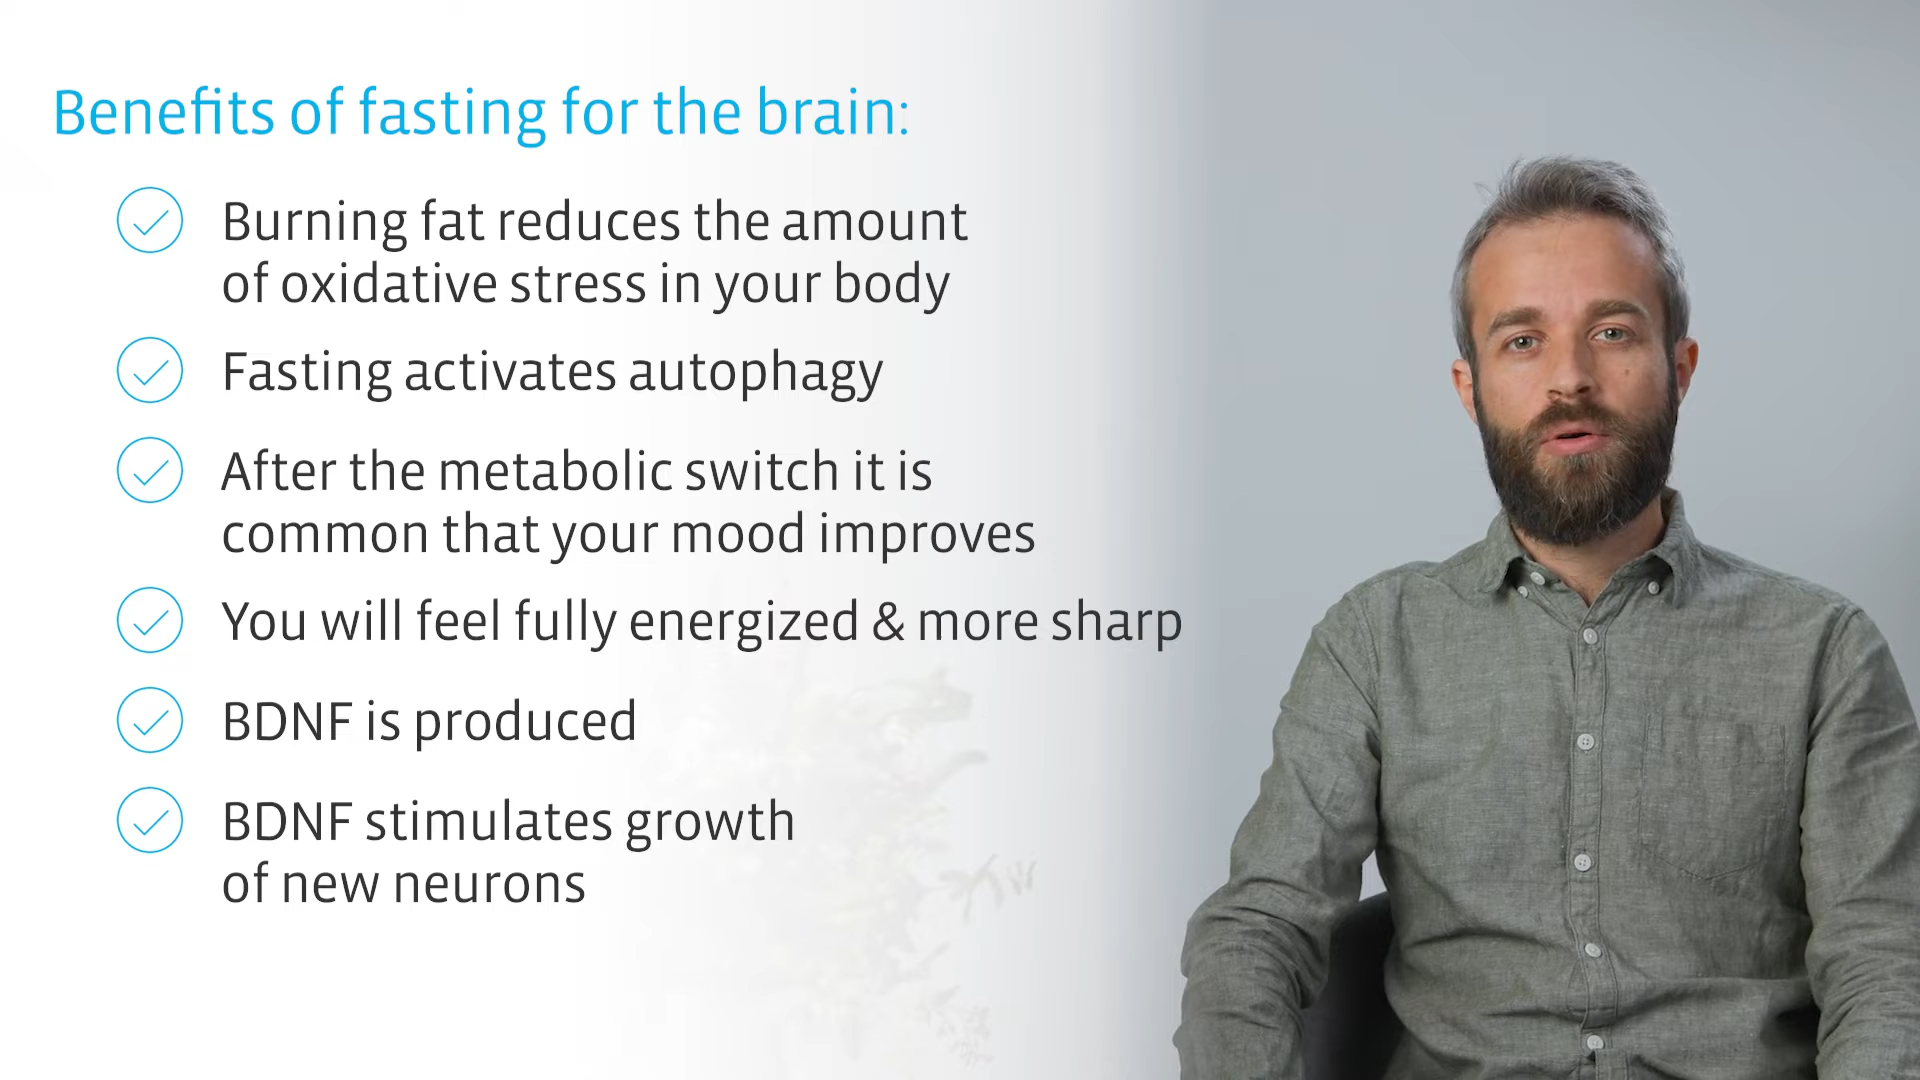 Benefits of fasting for the brain:
Burning fat reduces the amount
of oxidative stress in your body
Fasting activates autophagy
After the metabolic switch it is
common that your mood improves
You will feel fully energized & more sharp
BDNF is produced
BDNF stimulates growth
of new neurons